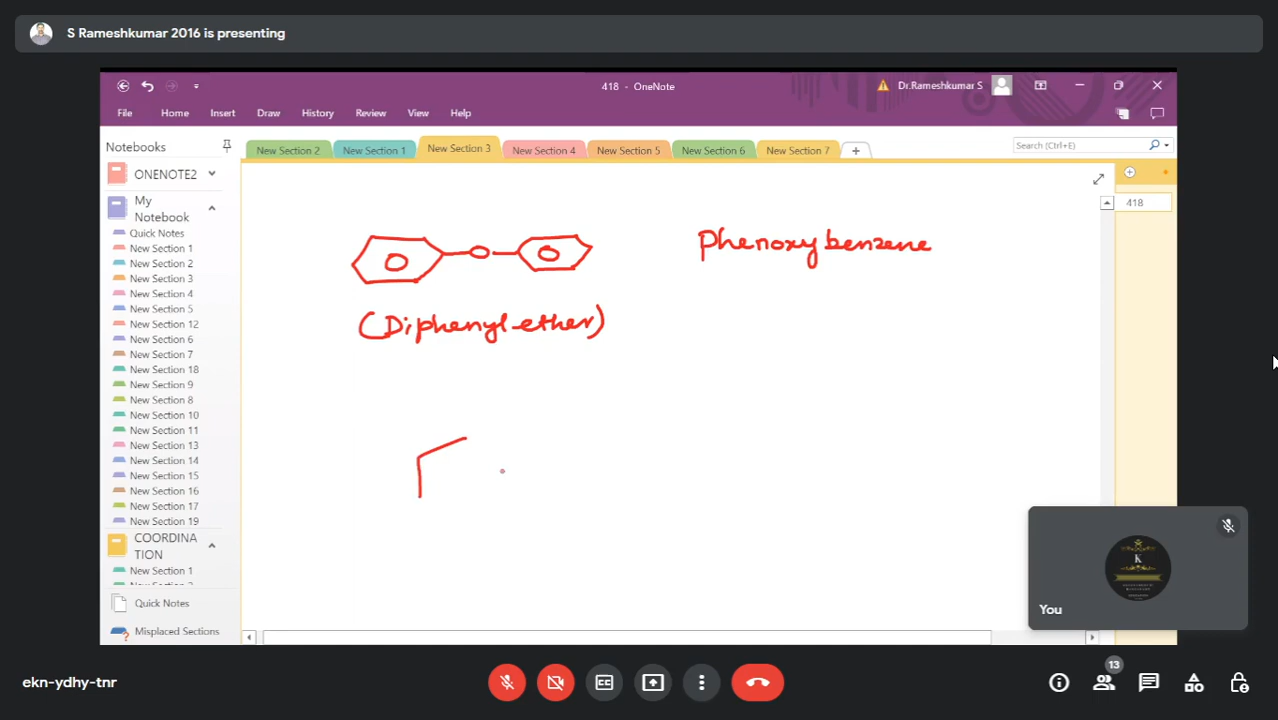 S Rameshkumar 2016 is presenting
418 - OneNote
Dr.Rameshkumar S
File Home Insert Draw History Review View Help
Notebooks
New Section 2 New Section 1 New Section 3 New Section 4 New Section 5 New Section 6 New Section 7 +
Search (Ctrl+E)
ONENOTE2
My
Notebook
Quick Notes
New Section 1
New Section 2
New Section 3
New Section 4
New Section 5
New Section 12
New Section 6
New Section 7
New Section 18
New Section 9
New Section 8
New Section 10
New Section 11
New Section 13
New Section 14
New Section 15
New Section 16
New Section 17
New Section 19
COORDINA
TION
New Section 1
Quick Notes
Misplaced Sections
418
O O O
Phenoxybenzene
(Diphenyl ether)
K
You
ekn-ydhy-tnr
CC
13